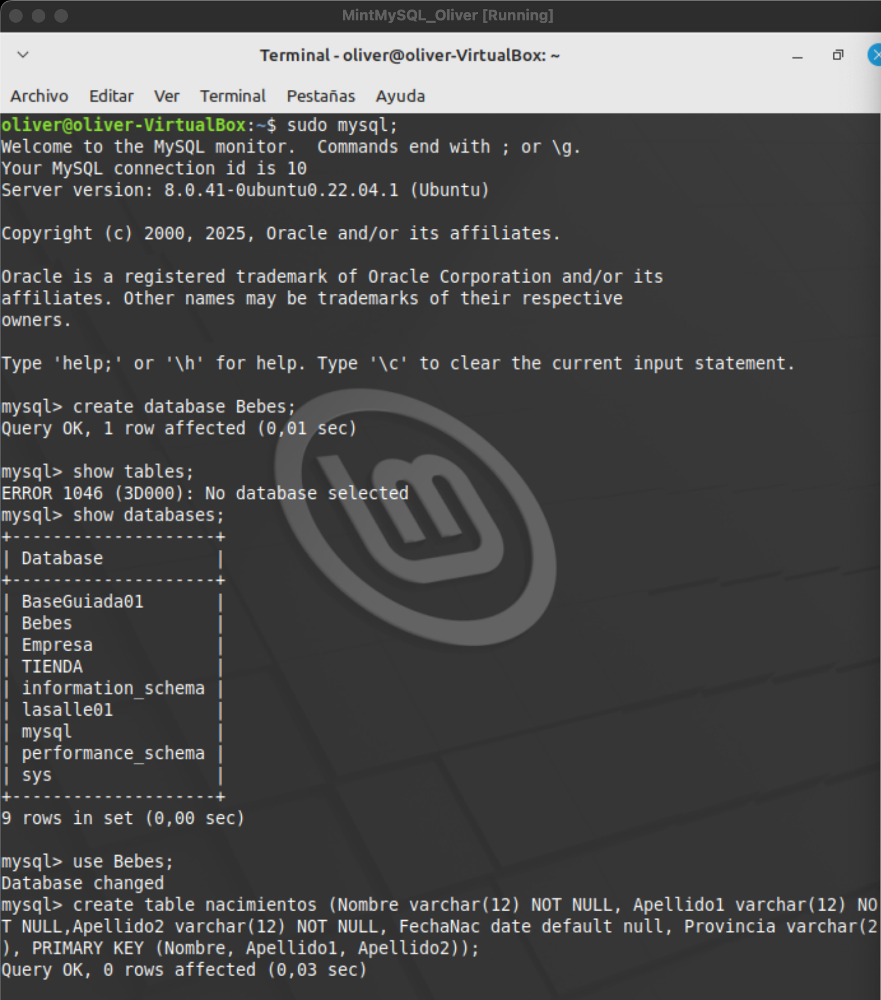 MintMySQL_Oliver [Running]
Terminal - oliver@oliver-VirtualBox: ~
Archivo Editar Ver Terminal Pestañas Ayuda
oliver@oliver-VirtualBox:~$ sudo mysql;
Welcome to the MySQL monitor.  Commands end with ; or \g.
Your MySQL connection id is 10
Server version: 8.0.41-0ubuntu0.22.04.1 (Ubuntu)

Copyright (c) 2000, 2025, Oracle and/or its affiliates.

Oracle is a registered trademark of Oracle Corporation and/or its
affiliates. Other names may be trademarks of their respective
owners.

Type 'help;' or '\h' for help. Type '\c' to clear the current input statement.

mysql> create database Bebes;
Query OK, 1 row affected (0,01 sec)

mysql> show tables;
ERROR 1046 (3D000): No database selected
mysql> show databases;
+--------------------+
| Database           |
+--------------------+
| BaseGuiada01       |
| Bebes              |
| Empresa            |
| TIENDA             |
| information_schema |
| lasalle01          |
| mysql              |
| performance_schema |
| sys                |
+--------------------+
9 rows in set (0,00 sec)

mysql> use Bebes;
Database changed
mysql> create table nacimientos (Nombre varchar(12) NOT NULL, Apellido1 varchar(12) NO
T NULL,Apellido2 varchar(12) NOT NULL, FechaNac date default null, Provincia varchar(2
), PRIMARY KEY (Nombre, Apellido1, Apellido2));
Query OK, 0 rows affected (0,03 sec)